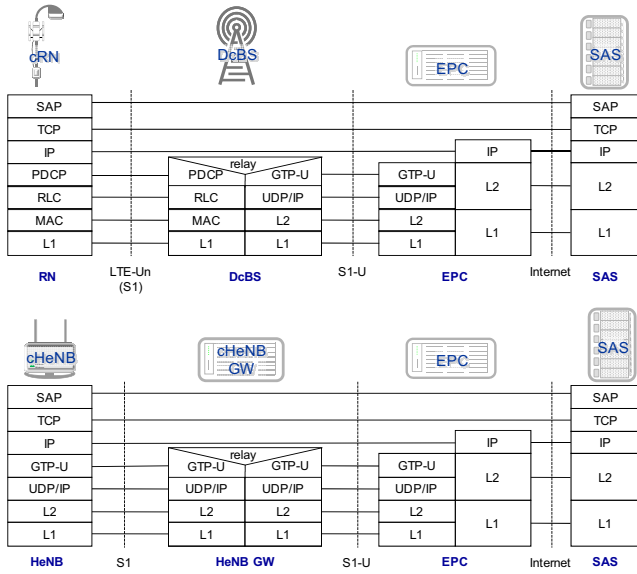 cRN DcBS EPC SAS
SAP SAP
TCP TCP
IP IP IP
relay
PDCP PDCP GTP-U GTP-U L2 L2
RLC RLC UDP/IP UDP/IP
MAC MAC L2 L2 L1 L1
L1 L1 L1 L1
RN LTE-Un DcBS S1-U EPC Internet SAS
(S1)
cHeNB cHeNB EPC SAS
GW
SAP SAP
TCP TCP
IP IP IP
relay
GTP-U GTP-U GTP-U GTP-U L2 L2
UDP/IP UDP/IP UDP/IP UDP/IP
L2 L2 L2 L2 L1 L1
L1 L1 L1 L1
HeNB S1 HeNB GW S1-U EPC Internet SAS